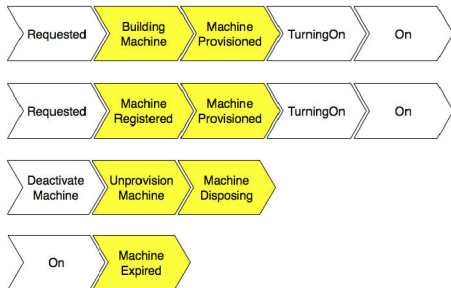 Requested
Building
Machine
Machine
Provisioned
TurningOn
On
Requested
Machine
Registered
Machine
Provisioned
TurningOn
On
Deactivate
Machine
Unprovision
Machine
Machine
Disposing
On
Machine
Expired